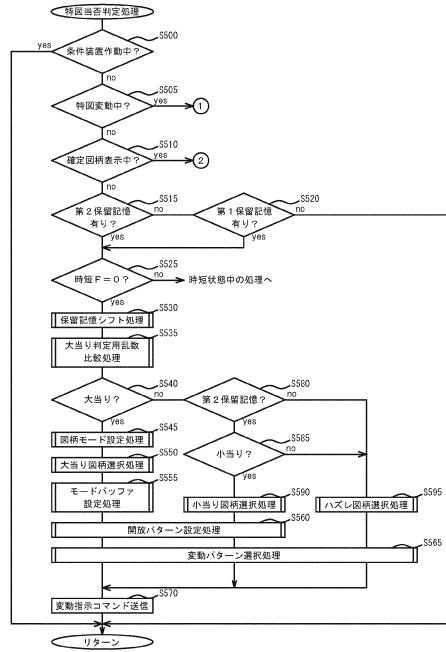 特図当否判定処理
S500
条件装置作動中？
yes
no
S505
特図変動中？
yes
1
no
S510
確定図柄表示中？
yes
2
no
S515
第２保留記憶
有り？
no
yes
S520
第１保留記憶
有り？
no
yes
S525
時短Ｆ＝０？
no
時短状態中の処理へ
yes
S530
保留記憶シフト処理
S535
大当り判定用乱数
比較処理
S540
大当り？
no
yes
S580
第２保留記憶？
no
yes
S545
図柄モード設定処理
S585
小当り？
no
yes
S550
大当り図柄選択処理
S555
モードバッファ
設定処理
S590
小当り図柄選択処理
S595
ハズレ図柄選択処理
S560
開放パターン設定処理
S565
変動パターン選択処理
S570
変動指示コマンド送信
リターン